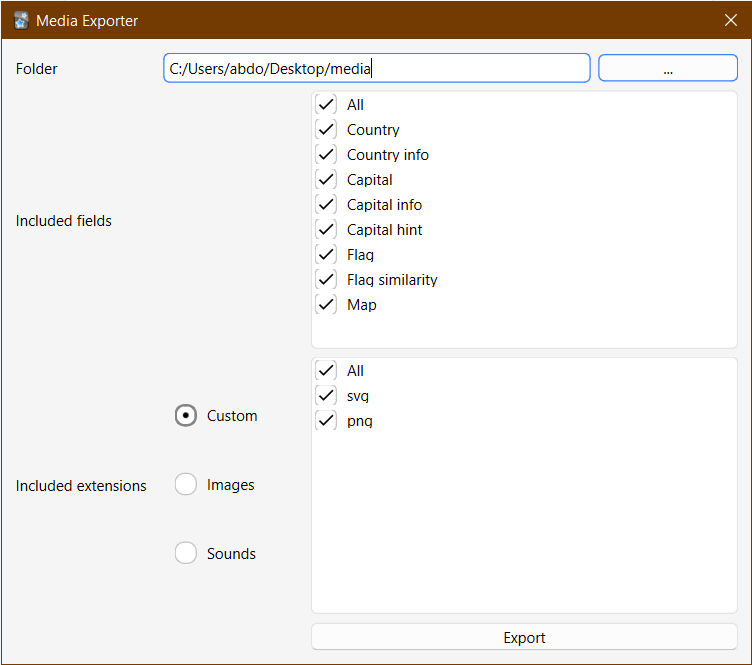 Media Exporter
Folder
C:/Users/abdo/Desktop/media
...
Included fields
All
Country
Country info
Capital
Capital info
Capital hint
Flag
Flag similarity
Map
Included extensions
Custom
Images
Sounds
All
svg
png
Export